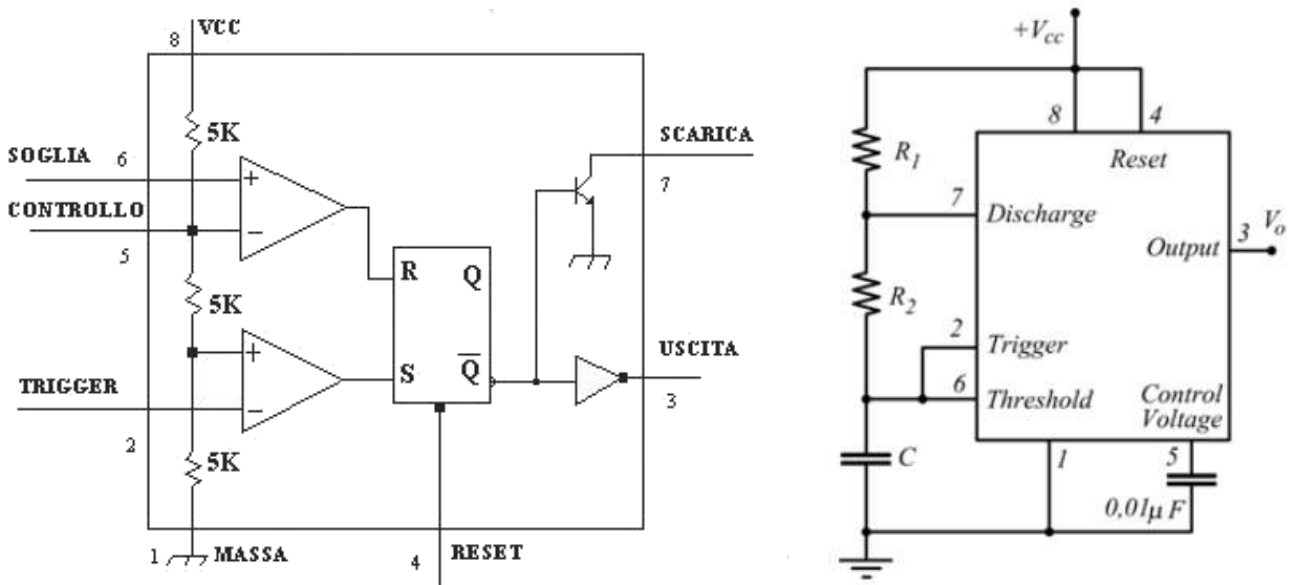 VCC
8
5K
SOGLIA 6
CONTROLLO
5
5K
TRIGGER
2
5K
1 MASSA
+
−
+
−
R Q
S Q̅
4 RESET
SCARICA
7
USCITA
3
+Vcc
8 4
R1
Reset
7 Discharge
Output 3 Vo
R2
2 Trigger
6 Threshold
Control
Voltage
C
1 5
0,01µ F